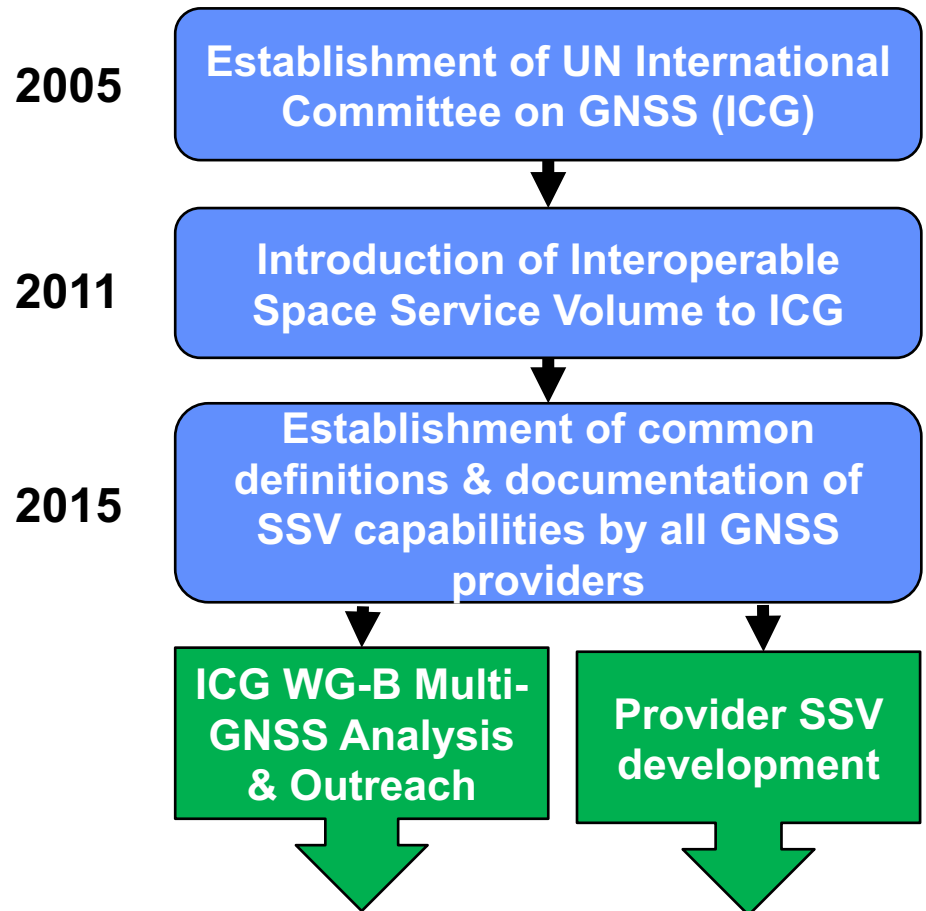 2005
Establishment of UN International
Committee on GNSS (ICG)
2011
Introduction of Interoperable
Space Service Volume to ICG
2015
Establishment of common
definitions & documentation of
SSV capabilities by all GNSS
providers
ICG WG-B Multi-
GNSS Analysis
& Outreach
Provider SSV
development